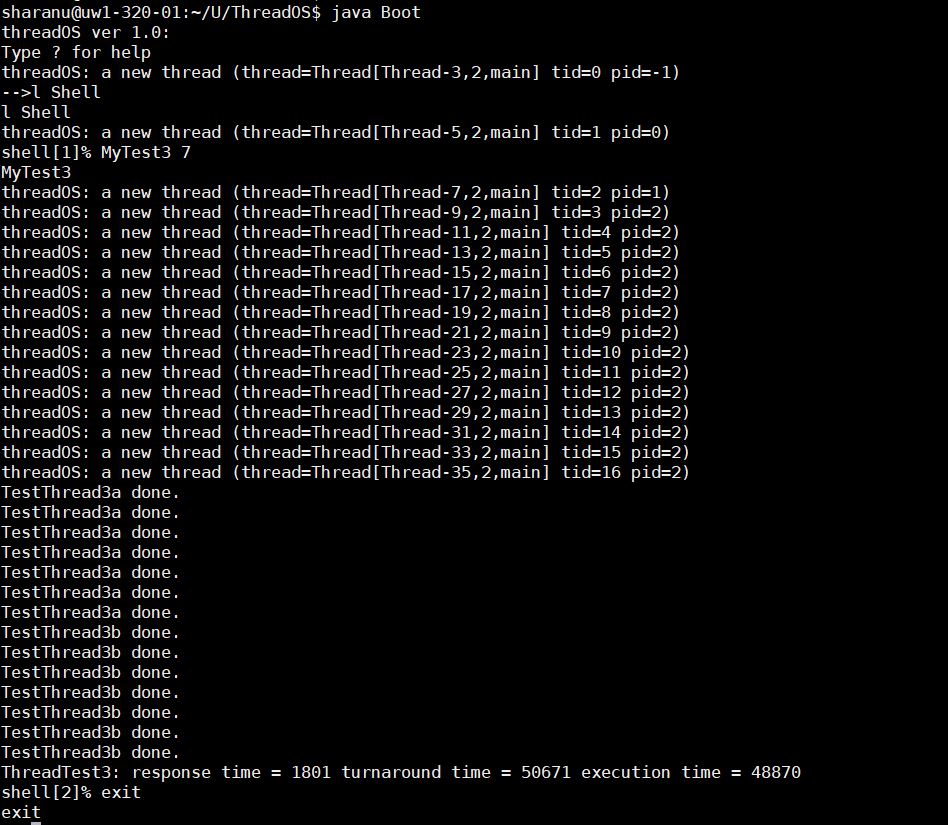 sharanu@uw1-320-01:~/U/ThreadOS$ java Boot
threadOS ver 1.0:
Type ? for help
threadOS: a new thread (thread=Thread[Thread-3,2,main] tid=0 pid=-1)
-->l Shell
l Shell
threadOS: a new thread (thread=Thread[Thread-5,2,main] tid=1 pid=0)
shell[1]% MyTest3 7
MyTest3
threadOS: a new thread (thread=Thread[Thread-7,2,main] tid=2 pid=1)
threadOS: a new thread (thread=Thread[Thread-9,2,main] tid=3 pid=2)
threadOS: a new thread (thread=Thread[Thread-11,2,main] tid=4 pid=2)
threadOS: a new thread (thread=Thread[Thread-13,2,main] tid=5 pid=2)
threadOS: a new thread (thread=Thread[Thread-15,2,main] tid=6 pid=2)
threadOS: a new thread (thread=Thread[Thread-17,2,main] tid=7 pid=2)
threadOS: a new thread (thread=Thread[Thread-19,2,main] tid=8 pid=2)
threadOS: a new thread (thread=Thread[Thread-21,2,main] tid=9 pid=2)
threadOS: a new thread (thread=Thread[Thread-23,2,main] tid=10 pid=2)
threadOS: a new thread (thread=Thread[Thread-25,2,main] tid=11 pid=2)
threadOS: a new thread (thread=Thread[Thread-27,2,main] tid=12 pid=2)
threadOS: a new thread (thread=Thread[Thread-29,2,main] tid=13 pid=2)
threadOS: a new thread (thread=Thread[Thread-31,2,main] tid=14 pid=2)
threadOS: a new thread (thread=Thread[Thread-33,2,main] tid=15 pid=2)
threadOS: a new thread (thread=Thread[Thread-35,2,main] tid=16 pid=2)
TestThread3a done.
TestThread3a done.
TestThread3a done.
TestThread3a done.
TestThread3a done.
TestThread3a done.
TestThread3a done.
TestThread3b done.
TestThread3b done.
TestThread3b done.
TestThread3b done.
TestThread3b done.
TestThread3b done.
TestThread3b done.
ThreadTest3: response time = 1801 turnaround time = 50671 execution time = 48870
shell[2]% exit
exit